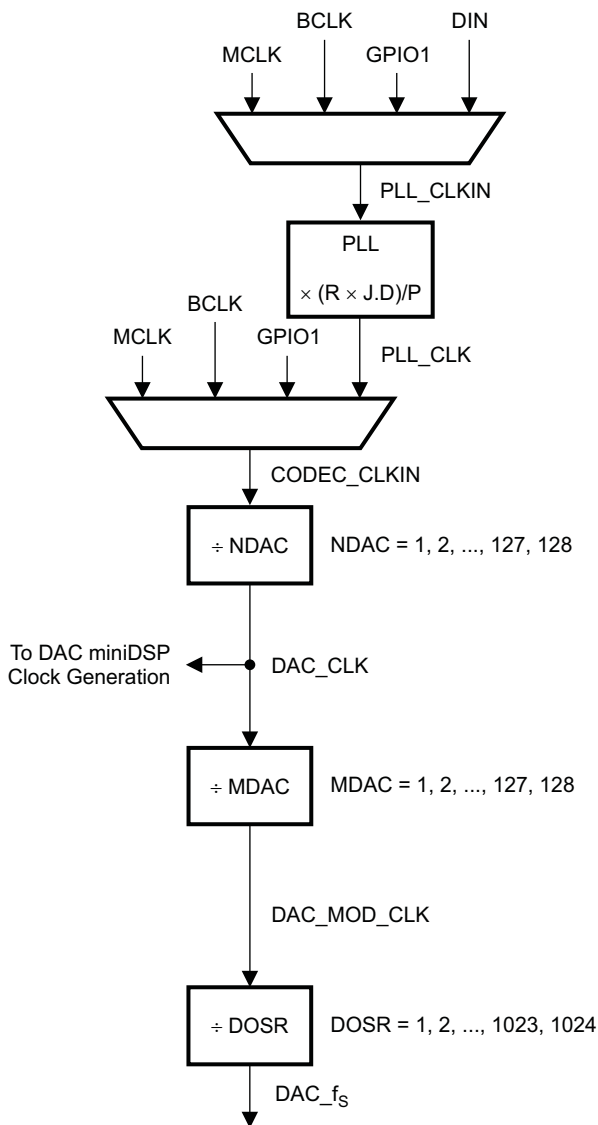 BCLK DIN
MCLK GPIO1
PLL_CLKIN
PLL
× (R × J.D)/P
BCLK
MCLK GPIO1
PLL_CLK
CODEC_CLKIN
÷ NDAC NDAC = 1, 2, ..., 127, 128
To DAC miniDSP
Clock Generation
DAC_CLK
÷ MDAC MDAC = 1, 2, ..., 127, 128
DAC_MOD_CLK
÷ DOSR DOSR = 1, 2, ..., 1023, 1024
DAC_fS